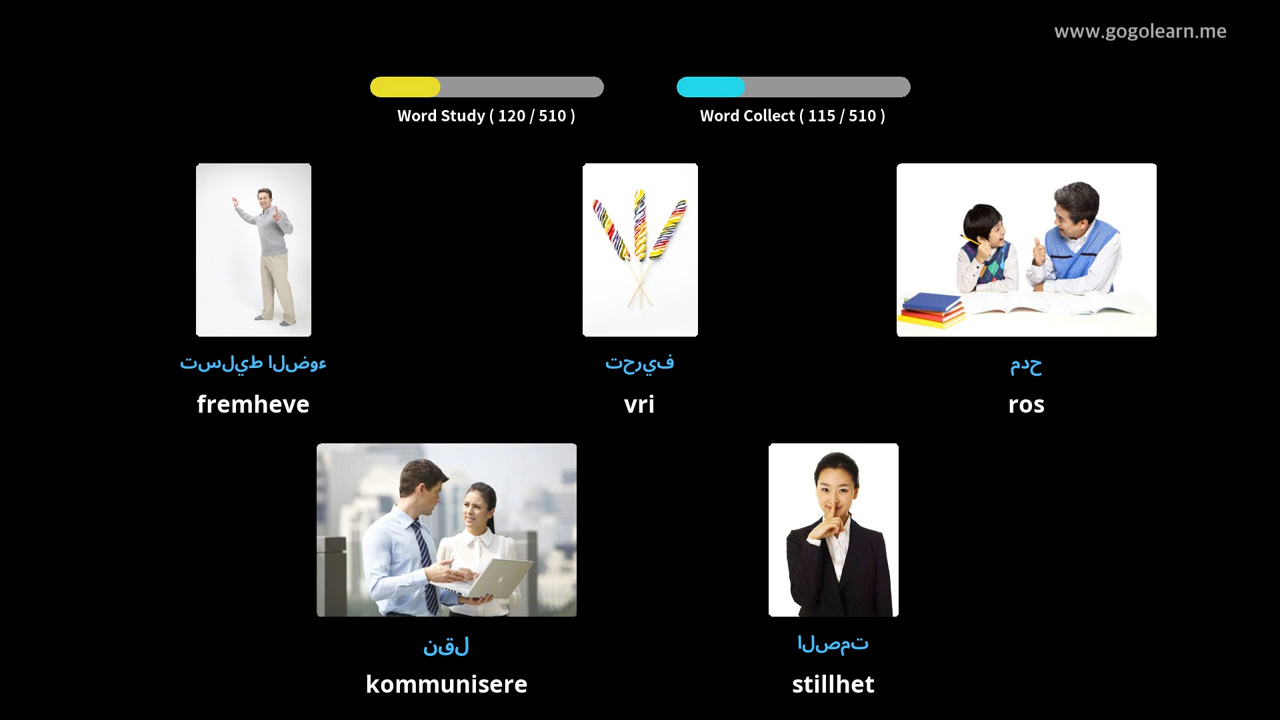 www.gogolearn.me
Word Study ( 120 / 510 )
Word Collect ( 115 / 510 )
تسليط الضوء
تحريف
مدح
fremheve
vri
ros
نقل
الصمت
kommunisere
stillhet